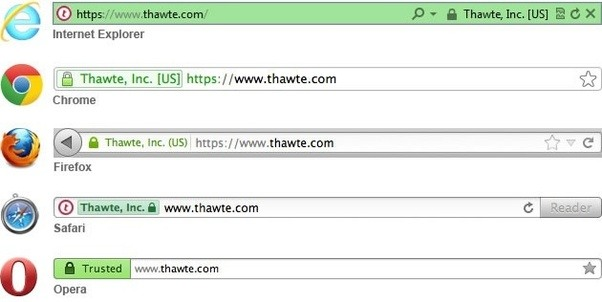 https://www.thawte.com/ Thawte, Inc. [US]
Internet Explorer
Thawte, Inc. [US] https://www.thawte.com
Chrome
Thawte, Inc. (US) https://www.thawte.com
Firefox
Thawte, Inc. www.thawte.com Reader
Safari
Trusted www.thawte.com
Opera